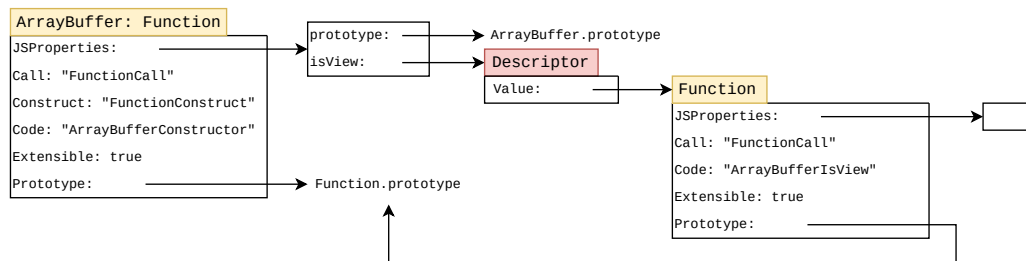 ArrayBuffer: Function
JSProperties:
Call: "FunctionCall"
Construct: "FunctionConstruct"
Code: "ArrayBufferConstructor"
Extensible: true
Prototype:
prototype:
isView:
ArrayBuffer.prototype
Function.prototype
Descriptor
Value:
Function
JSProperties:
Call: "FunctionCall"
Code: "ArrayBufferIsView"
Extensible: true
Prototype: